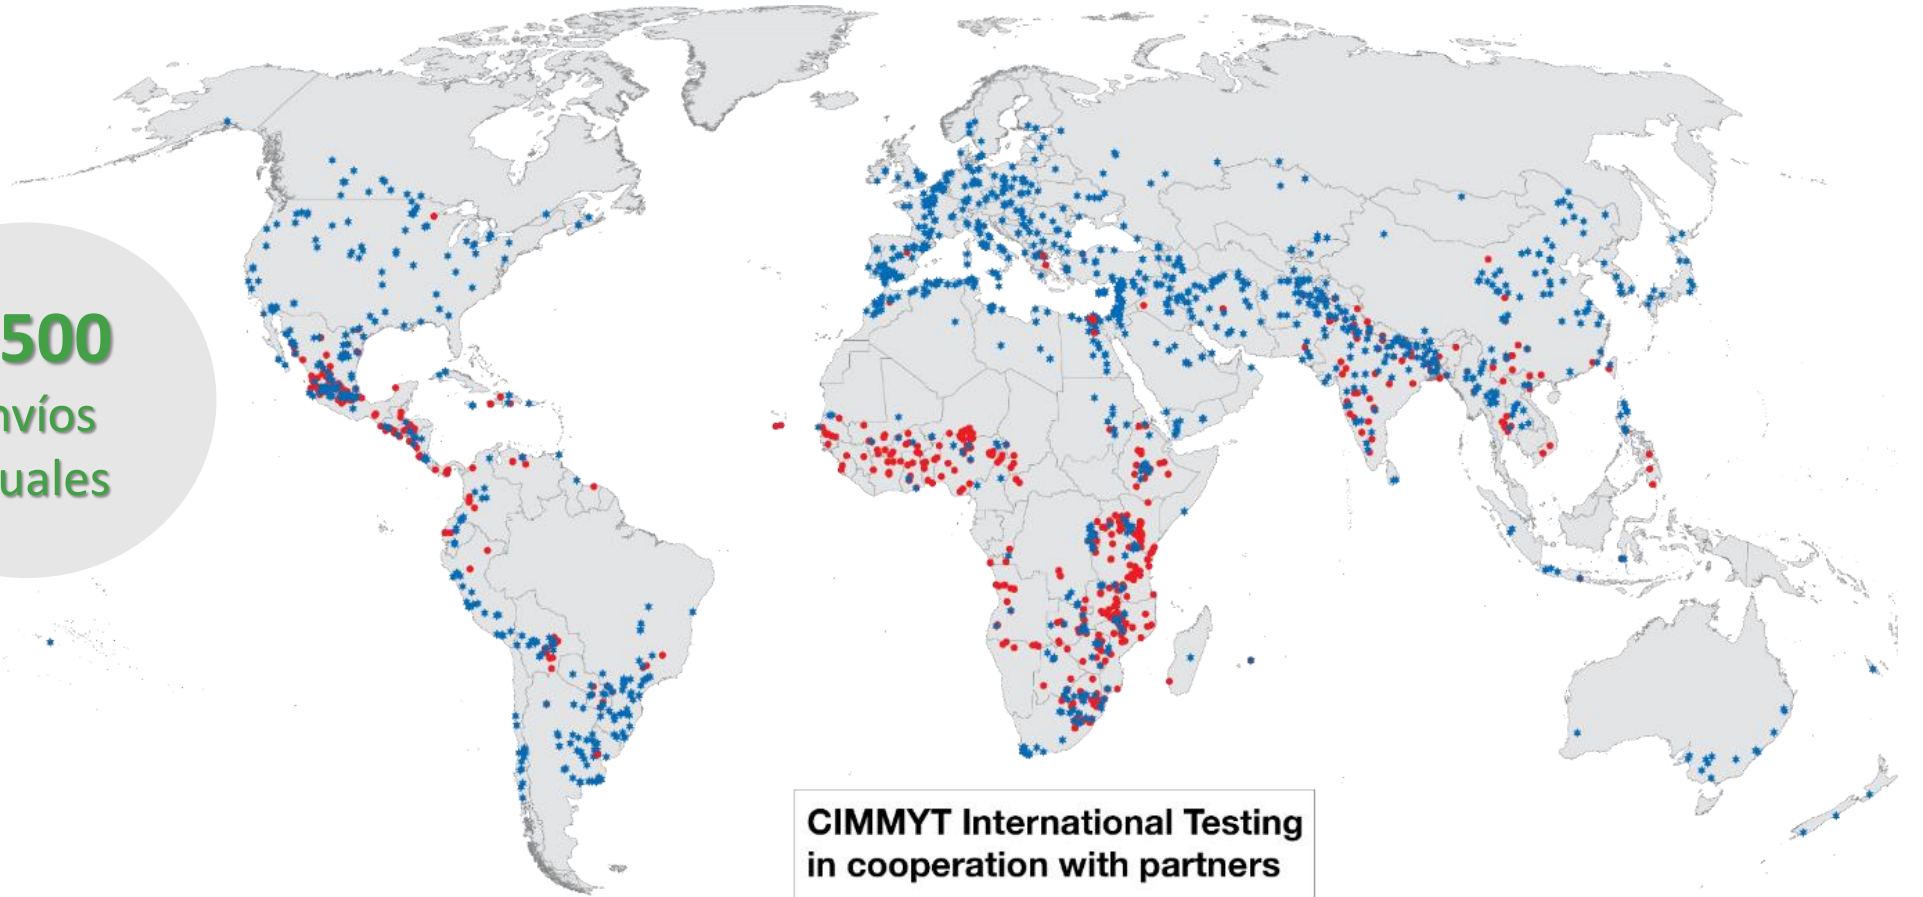 500
nvíos
uales
CIMMYT International Testing
in cooperation with partners